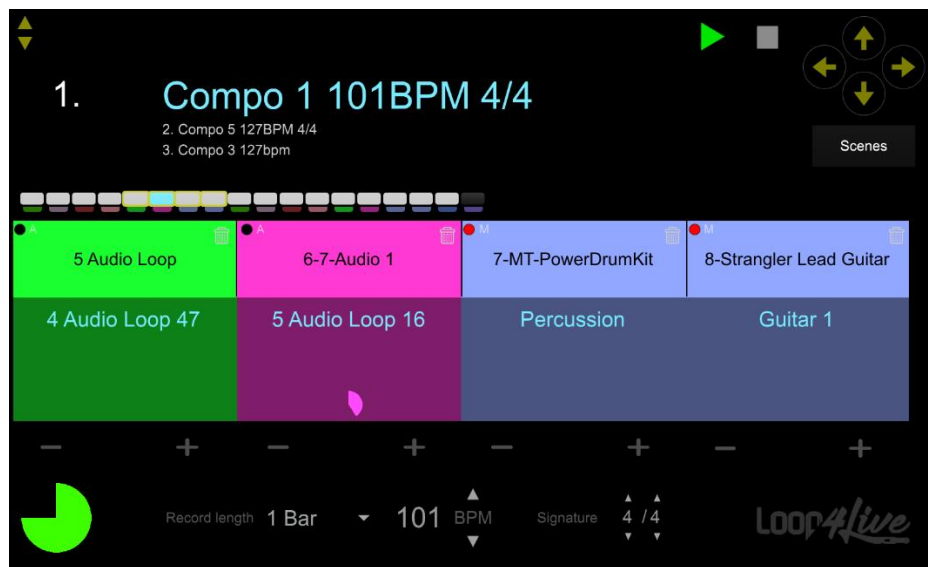 1. Compo 1 101BPM 4/4
2. Compo 5 127BPM 4/4
3. Compo 3 127bpm
Scenes
A A M M
5 Audio Loop 6-7-Audio 1 7-MT-PowerDrumKit 8-Strangler Lead Guitar
4 Audio Loop 47 5 Audio Loop 16 Percussion Guitar 1
− + − + − + − +
Record length 1 Bar 101 BPM Signature 4 / 4
Loop4Live